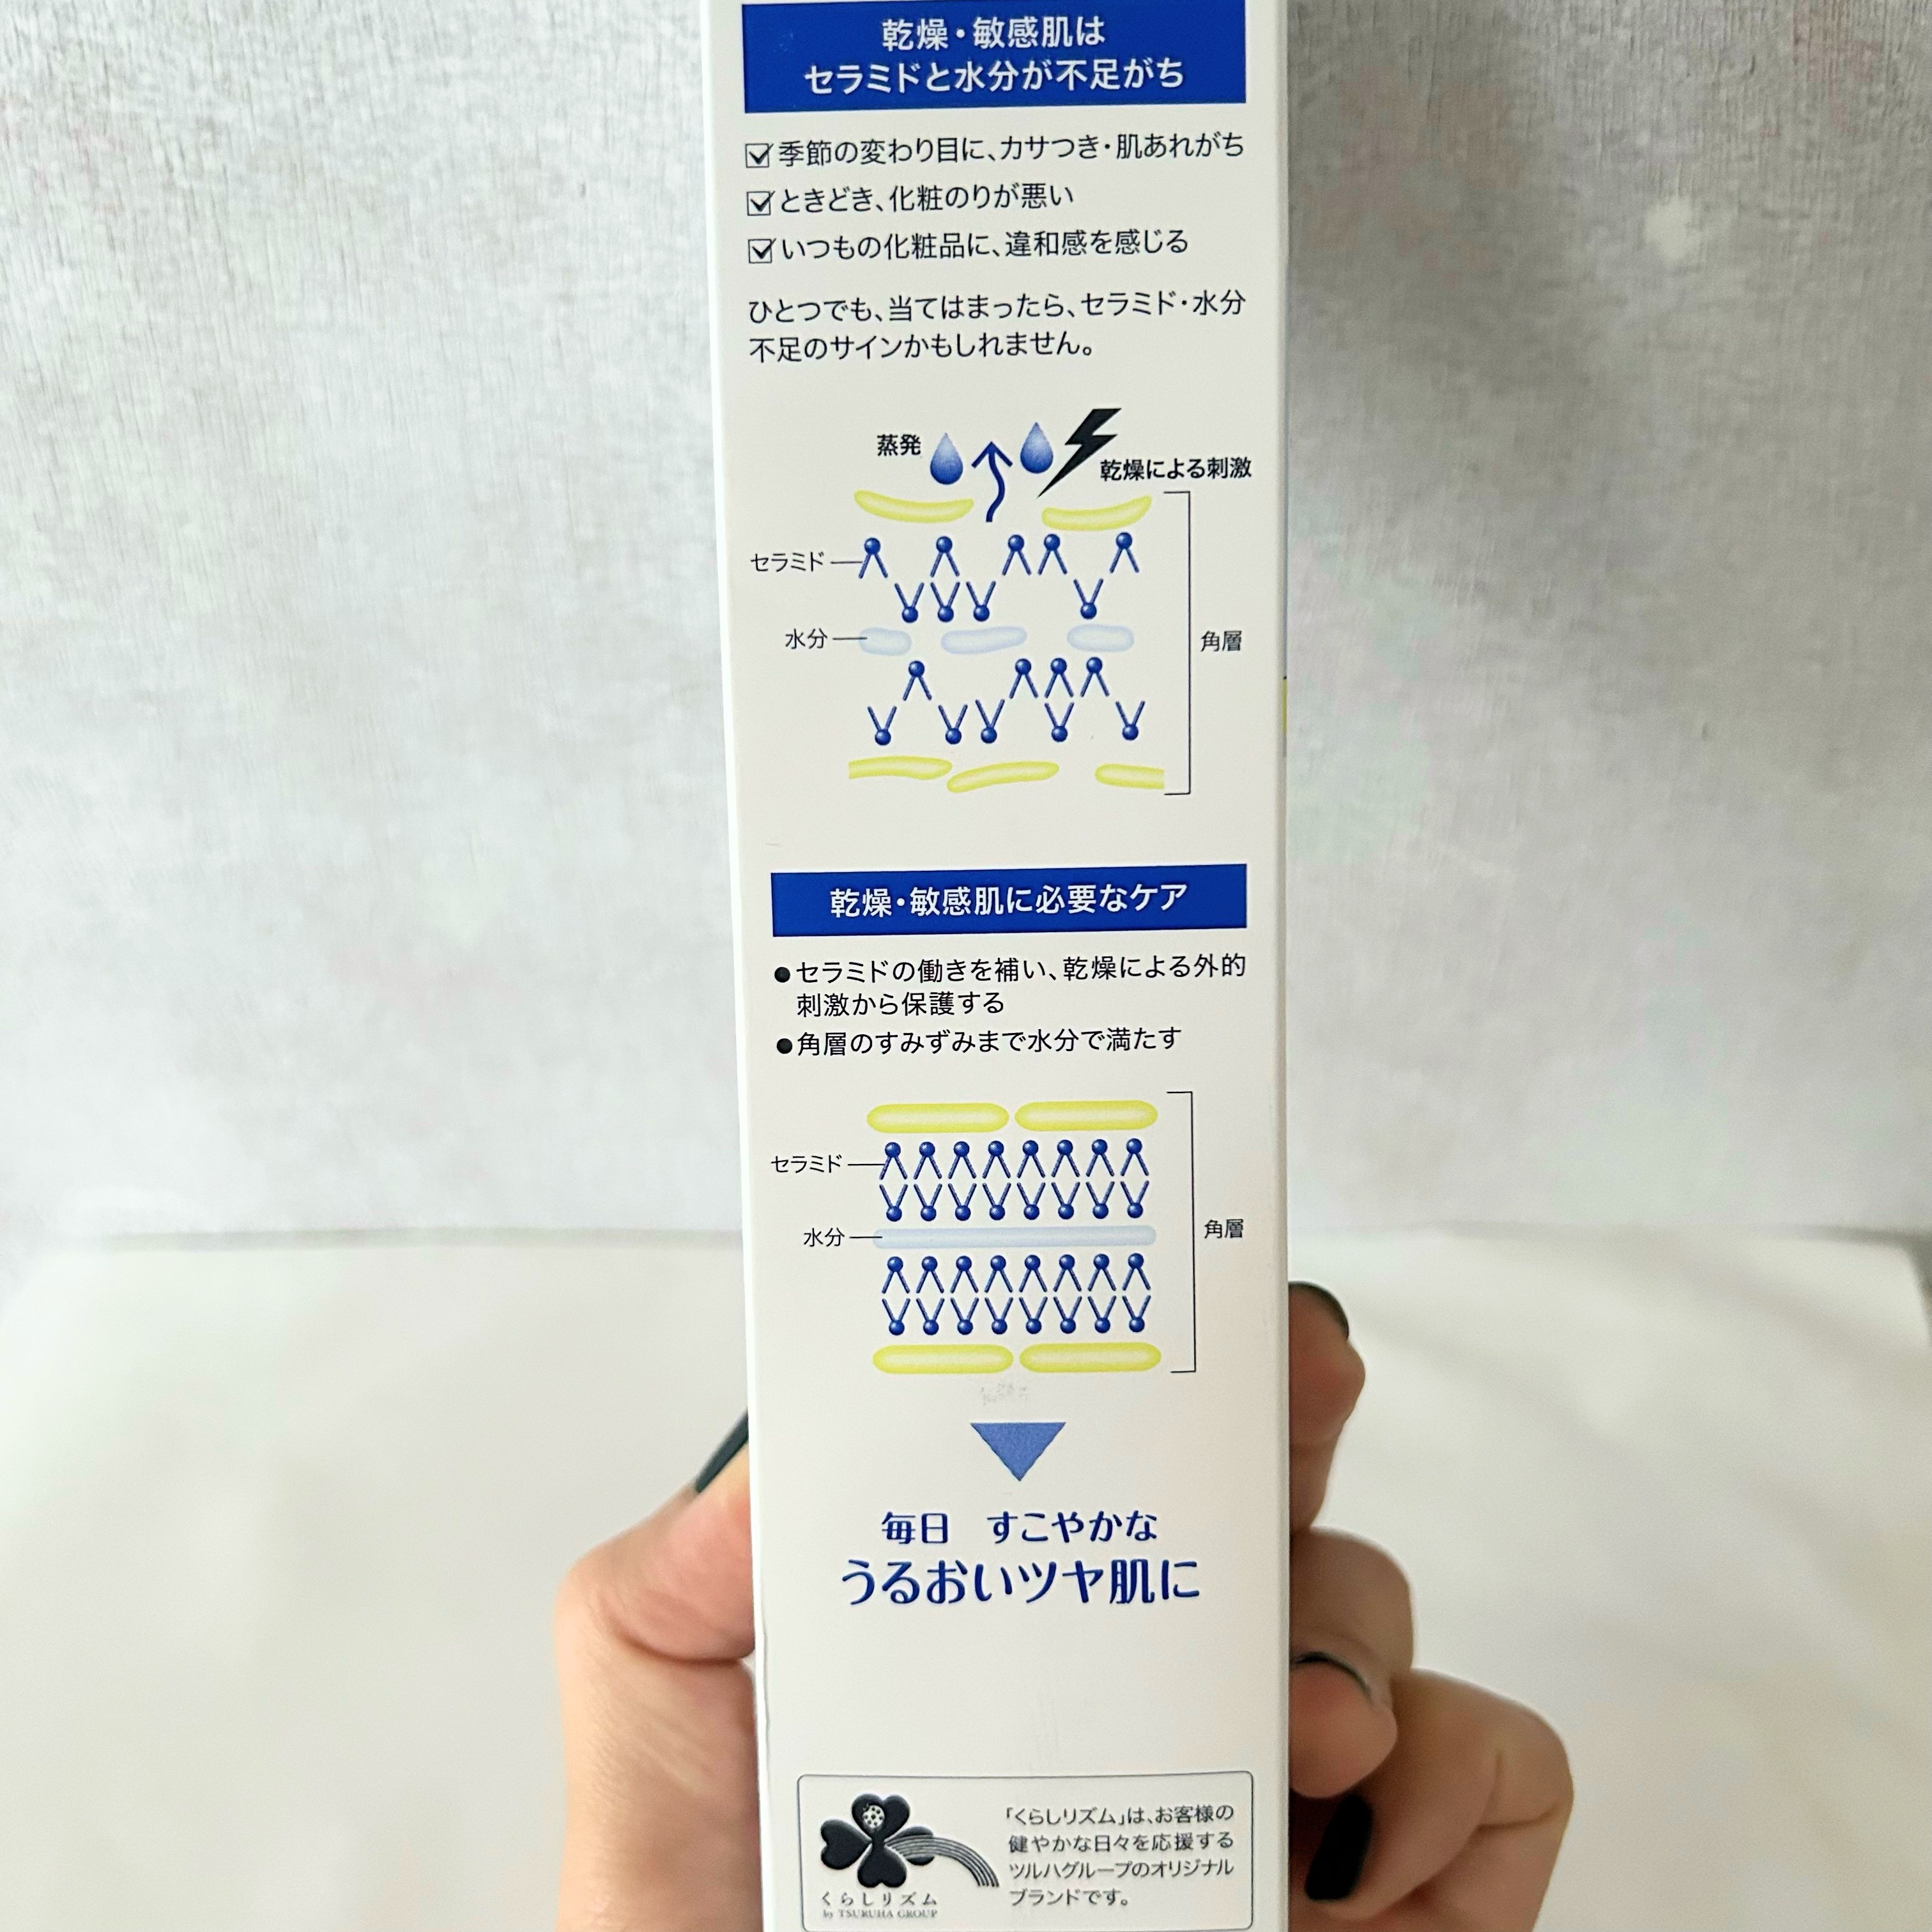 乾燥・敏感肌は
セラミドと水分が不足がち
季節の変わり目に、カサつき・肌あれがち
ときどき、化粧のりが悪い
いつもの化粧品に、違和感を感じる
ひとつでも、当てはまったら、セラミド・水分
不足のサインかもしれません。
蒸発
乾燥による刺激
セラミド
水分
角層
乾燥・敏感肌に必要なケア
●セラミドの働きを補い、乾燥による外的
刺激から保護する
●角層のすみずみまで水分で満たす
セラミド
水分
角層
毎日 すこやかな
うるおいツヤ肌に
「くらしリズム」は、お客様の
健やかな日々を応援する
ツルハグループのオリジナル
ブランドです。
くらしリズム
by TSURUHA GROUP